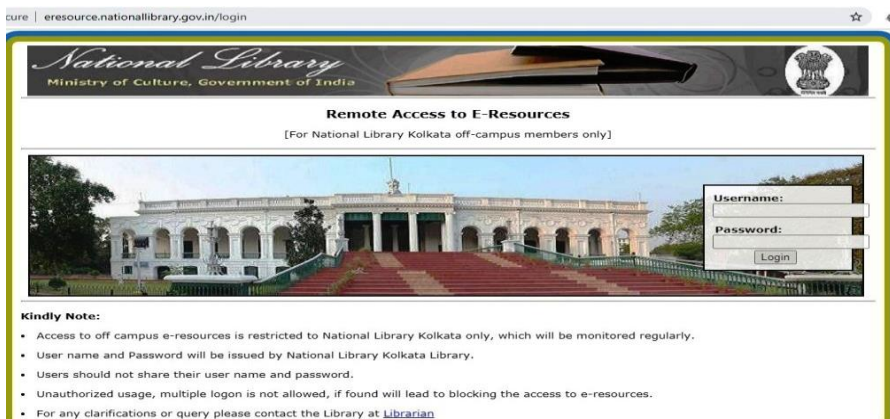 cure | eresource.nationallibrary.gov.in/login
National Library
Ministry of Culture, Government of India
Remote Access to E-Resources
[For National Library Kolkata off-campus members only]
Username:
Password:
Login
Kindly Note:
• Access to off campus e-resources is restricted to National Library Kolkata only, which will be monitored regularly.
• User name and Password will be issued by National Library Kolkata Library.
• Users should not share their user name and password.
• Unauthorized usage, multiple logon is not allowed, if found will lead to blocking the access to e-resources.
• For any clarifications or query please contact the Library at Librarian